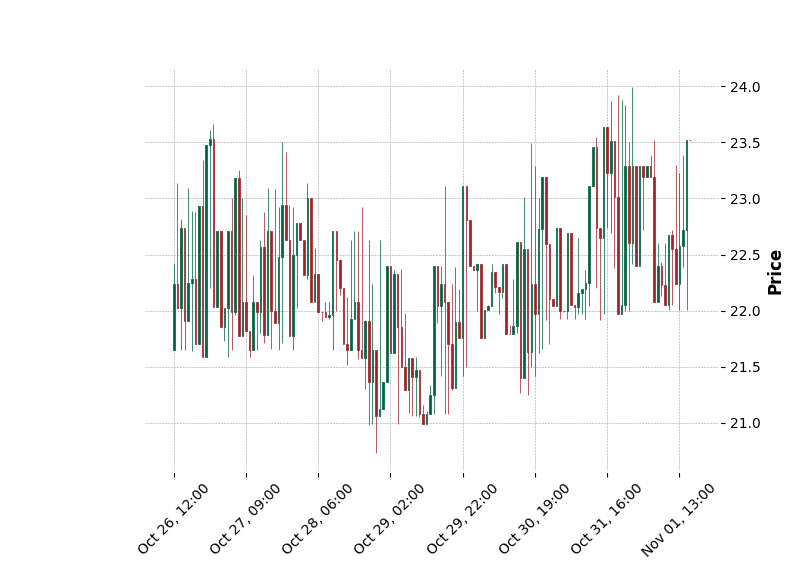 24.0
23.5
23.0
22.5
22.0
21.5
21.0
Price
Oct 26, 12:00
Oct 27, 09:00
Oct 28, 06:00
Oct 29, 02:00
Oct 29, 22:00
Oct 30, 19:00
Oct 31, 16:00
Nov 01, 13:00